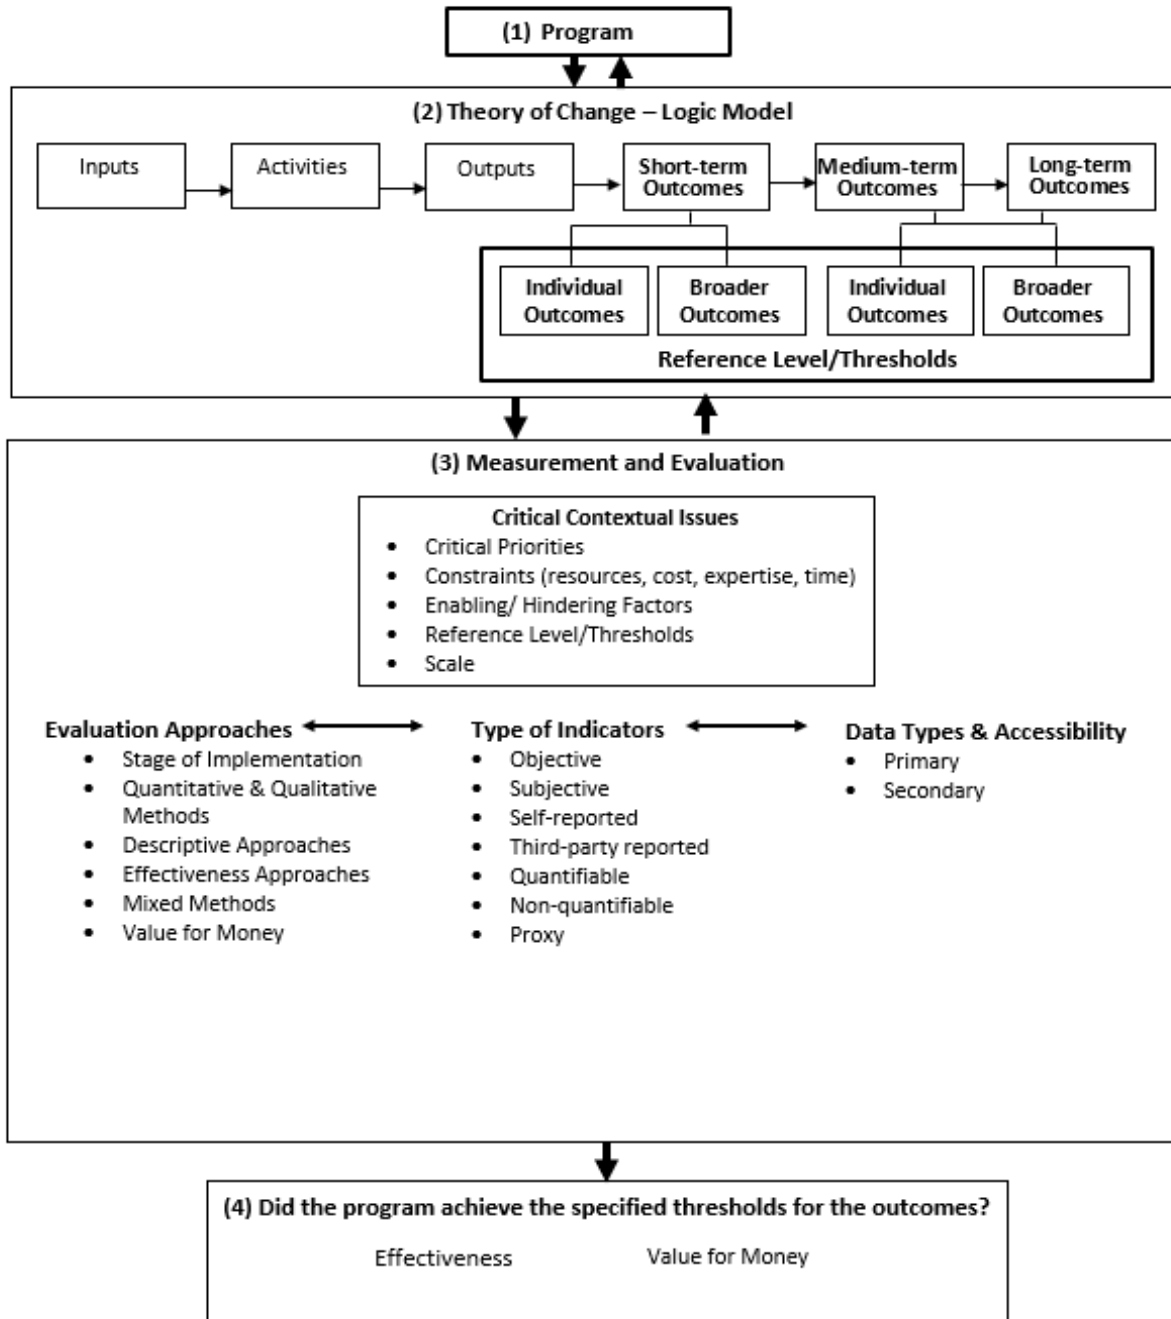 (1) Program
(2) Theory of Change – Logic Model
Inputs
Activities
Outputs
Short-term
Outcomes
Medium-term
Outcomes
Long-term
Outcomes
Individual
Outcomes
Broader
Outcomes
Individual
Outcomes
Broader
Outcomes
Reference Level/Thresholds
(3) Measurement and Evaluation
Critical Contextual Issues
• Critical Priorities
• Constraints (resources, cost, expertise, time)
• Enabling/ Hindering Factors
• Reference Level/Thresholds
• Scale
Evaluation Approaches
• Stage of Implementation
• Quantitative & Qualitative
Methods
• Descriptive Approaches
• Effectiveness Approaches
• Mixed Methods
• Value for Money
Type of Indicators
• Objective
• Subjective
• Self-reported
• Third-party reported
• Quantifiable
• Non-quantifiable
• Proxy
Data Types & Accessibility
• Primary
• Secondary
(4) Did the program achieve the specified thresholds for the outcomes?
Effectiveness
Value for Money